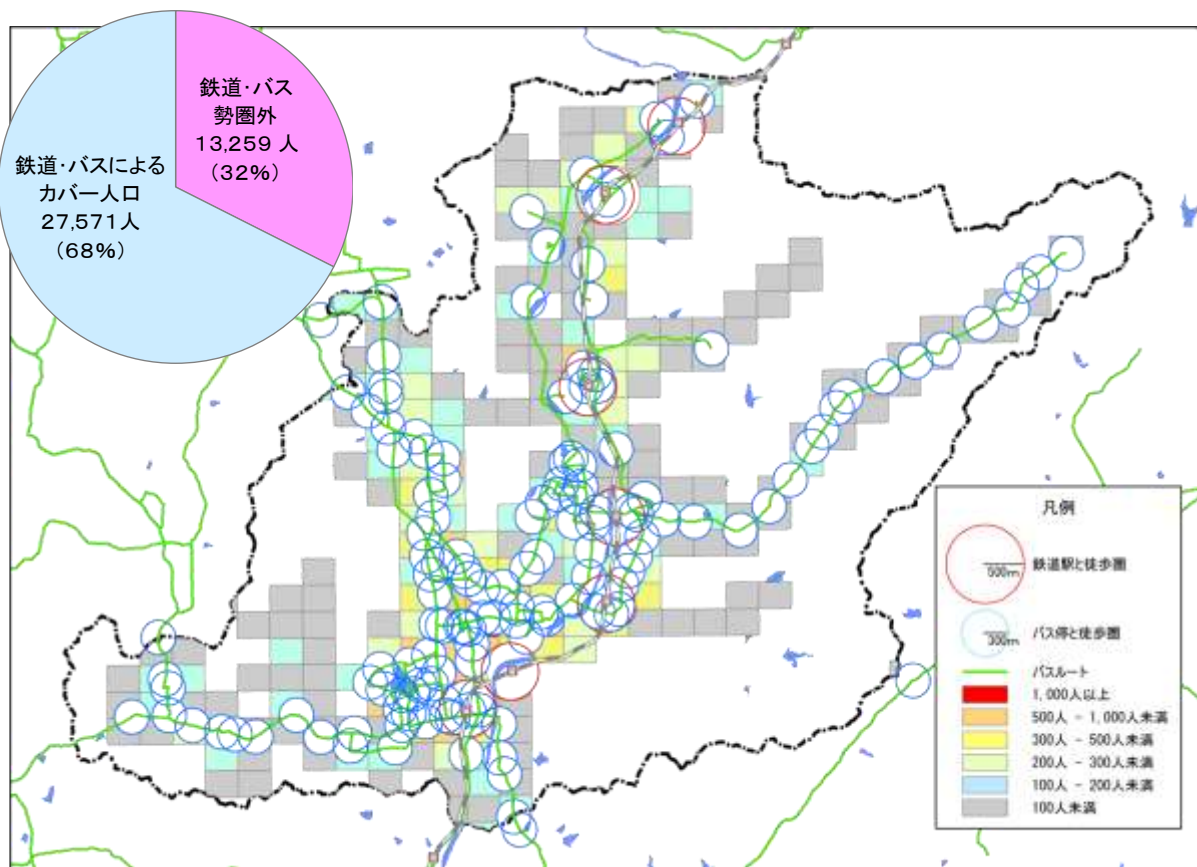 鉄道・バス
勢圏外
13,259 人
(32%)
鉄道・バスによる
カバー人口
27,571人
(68%)
凡例
500m
鉄道駅と徒歩圏
300m
バス停と徒歩圏
バスルート
1,000人以上
500人 - 1,000人未満
300人 - 500人未満
200人 - 300人未満
100人 - 200人未満
100人未満